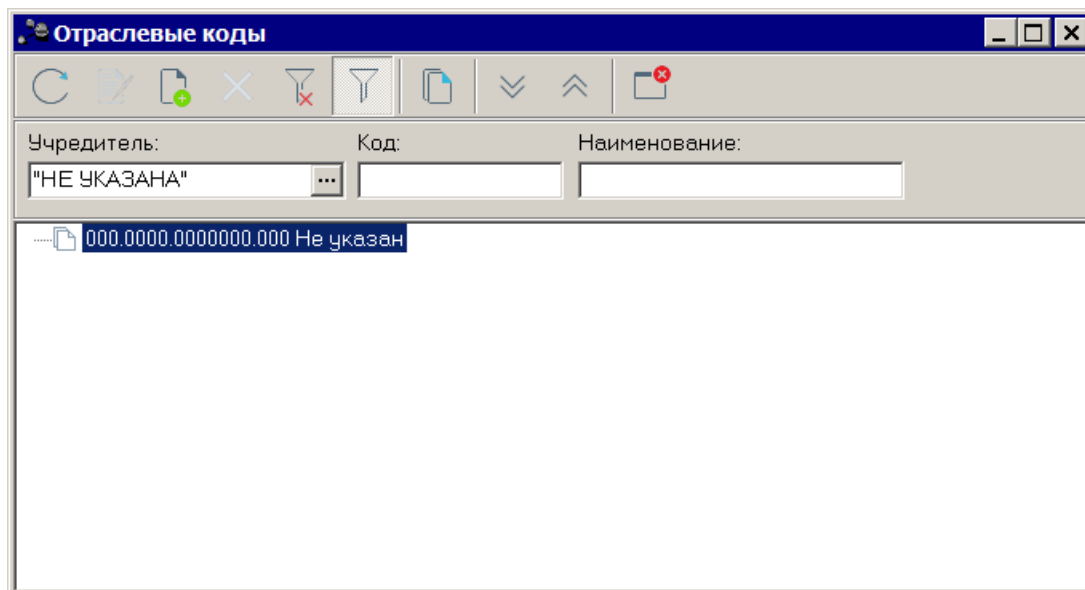 Отраслевые коды
Учредитель: Код: Наименование:
"НЕ УКАЗАНА" ...
000.0000.0000000.000 Не указан